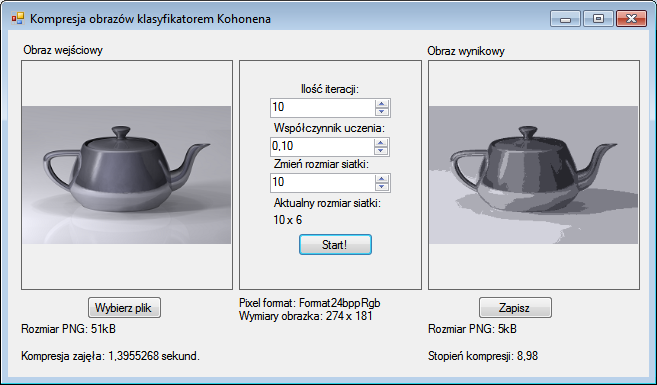 Kompresja obrazów klasyfikatorem Kohonena
Obraz wejściowy
Obraz wynikowy
Ilość iteracji:
10
Współczynnik uczenia:
0,10
Zmień rozmiar siatki:
10
Aktualny rozmiar siatki:
10 x 6
Start!
Wybierz plik
Pixel format: Format24bppRgb
Wymiary obrazka: 274 x 181
Zapisz
Rozmiar PNG: 51kB
Rozmiar PNG: 5kB
Kompresja zajęła: 1,3955268 sekund.
Stopień kompresji: 8,98